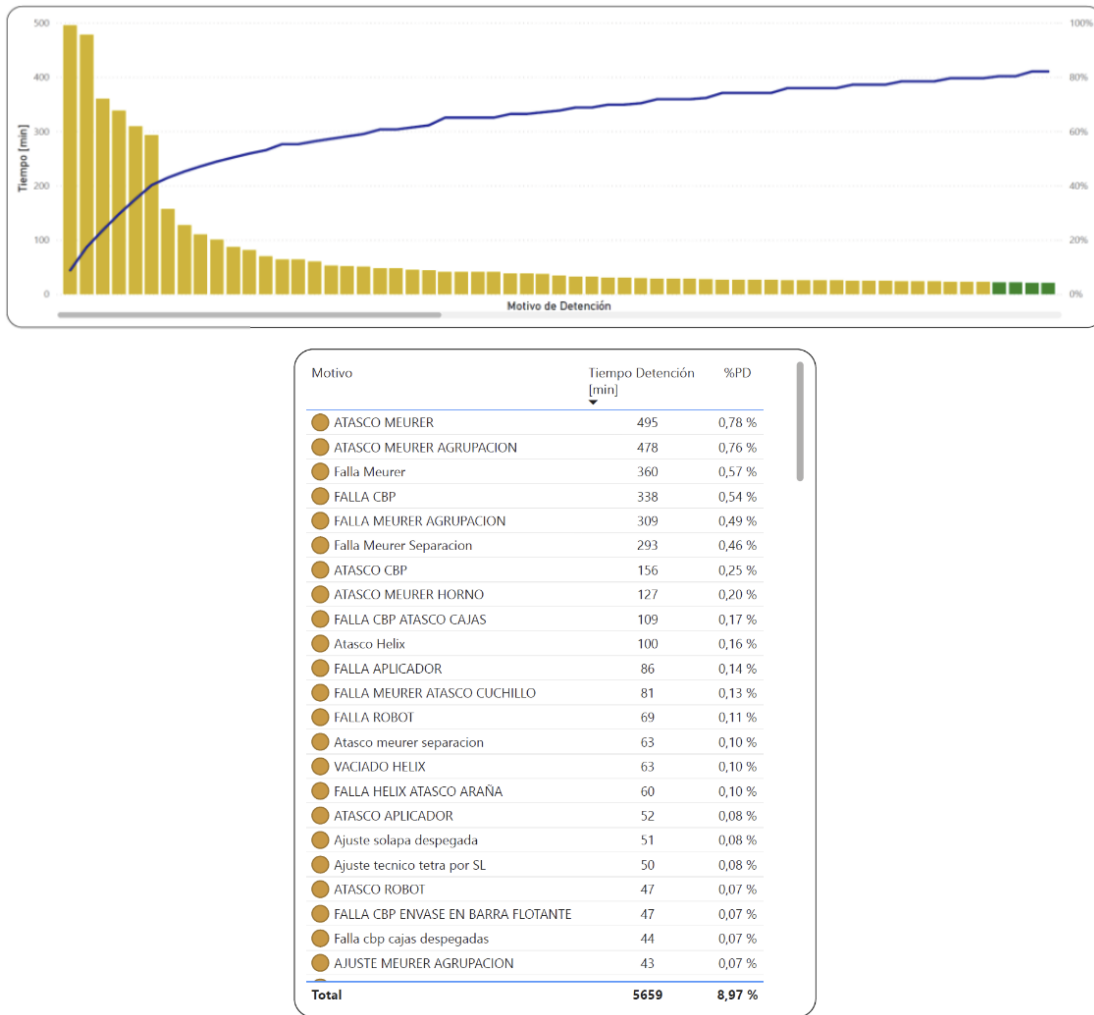 500
100%
400
80%
300
60%
200
40%
100
20%
0
0%
Tiempo [min]
Motivo de Detención
Motivo Tiempo Detención %PD
[min]
ATASCO MEURER 495 0,78 %
ATASCO MEURER AGRUPACION 478 0,76 %
Falla Meurer 360 0,57 %
FALLA CBP 338 0,54 %
FALLA MEURER AGRUPACION 309 0,49 %
Falla Meurer Separacion 293 0,46 %
ATASCO CBP 156 0,25 %
ATASCO MEURER HORNO 127 0,20 %
FALLA CBP ATASCO CAJAS 109 0,17 %
Atasco Helix 100 0,16 %
FALLA APLICADOR 86 0,14 %
FALLA MEURER ATASCO CUCHILLO 81 0,13 %
FALLA ROBOT 69 0,11 %
Atasco meurer separacion 63 0,10 %
VACIADO HELIX 63 0,10 %
FALLA HELIX ATASCO ARAÑA 60 0,10 %
ATASCO APLICADOR 52 0,08 %
Ajuste solapa despegada 51 0,08 %
Ajuste tecnico tetra por SL 50 0,08 %
ATASCO ROBOT 47 0,07 %
FALLA CBP ENVASE EN BARRA FLOTANTE 47 0,07 %
Falla cbp cajas despegadas 44 0,07 %
AJUSTE MEURER AGRUPACION 43 0,07 %
Total 5659 8,97 %